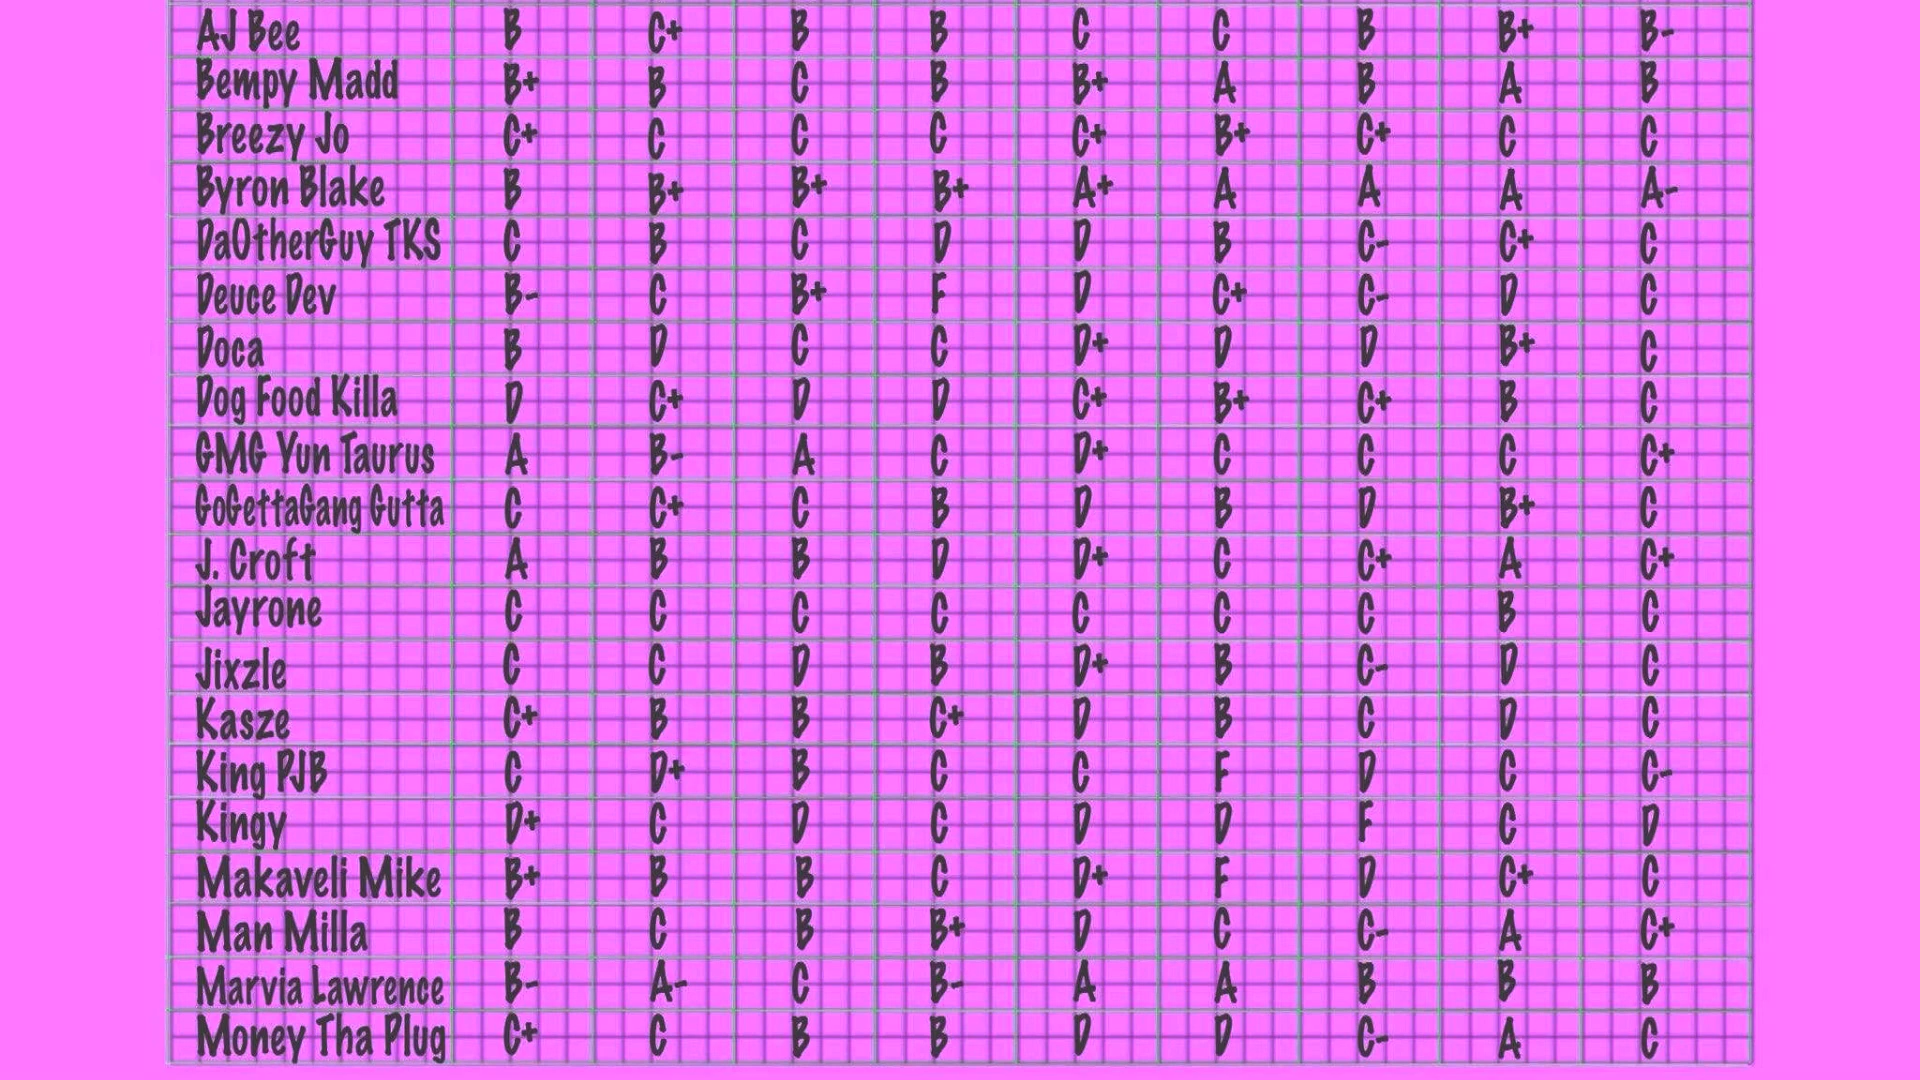 AJ Bee B C+ B B C C B B+ B-
Bempy Madd B+ B C B B+ A B A B
Breezy Jo C+ C C C C+ B+ C+ C C
Byron Blake B B+ B+ B+ A+ A A A A-
DaOtherGuy TKS C B C D D B C- C+ C
Deuce Dev B- C B+ F D C+ C- D C
Doca B D C C D+ D D B+ C
Dog Food Killa D C+ D D C+ B+ C+ B C
GMG Yun Taurus A B- A C D+ C C C C+
GoGettaGang Gutta C C+ C B D B D B+ C
J. Croft A B B D D+ C C+ A C+
Jayrone C C C C C C C B C
Jixzle C C D B D+ B C- D C
Kasze C+ B B C+ D B C D C
King PJB C D+ B C C F D C C-
Kingy D+ C D C D D F C D
Makaveli Mike B+ B B C D+ F D C+ C
Man Milla B C B B+ D C C- A C+
Marvia Lawrence B- A- C B- A A B B B
Money Tha Plug C+ C B B D D C- A C